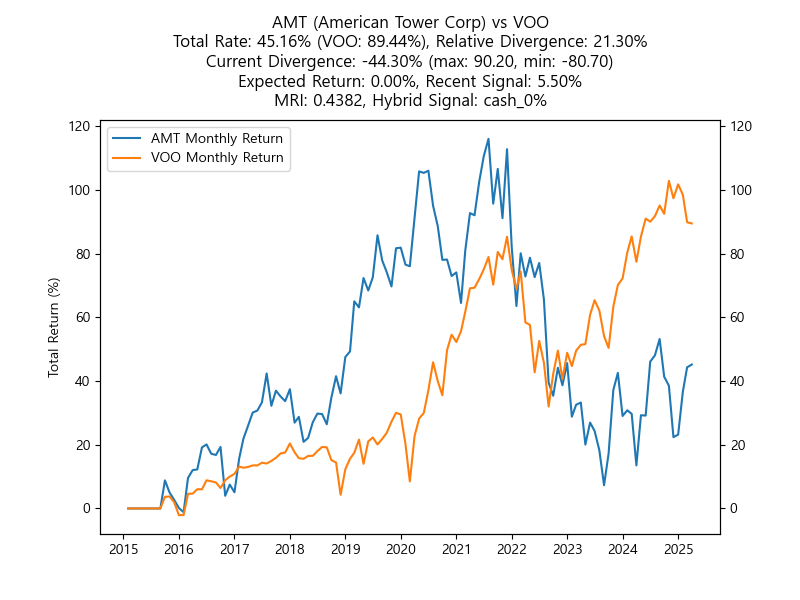 AMT (American Tower Corp) vs VOO
Total Rate: 45.16% (VOO: 89.44%), Relative Divergence: 21.30%
Current Divergence: -44.30% (max: 90.20, min: -80.70)
Expected Return: 0.00%, Recent Signal: 5.50%
MRI: 0.4382, Hybrid Signal: cash_0%
AMT Monthly Return
VOO Monthly Return
Total Return (%)
120 120
100 100
80 80
60 60
40 40
20 20
0 0
2015 2016 2017 2018 2019 2020 2021 2022 2023 2024 2025